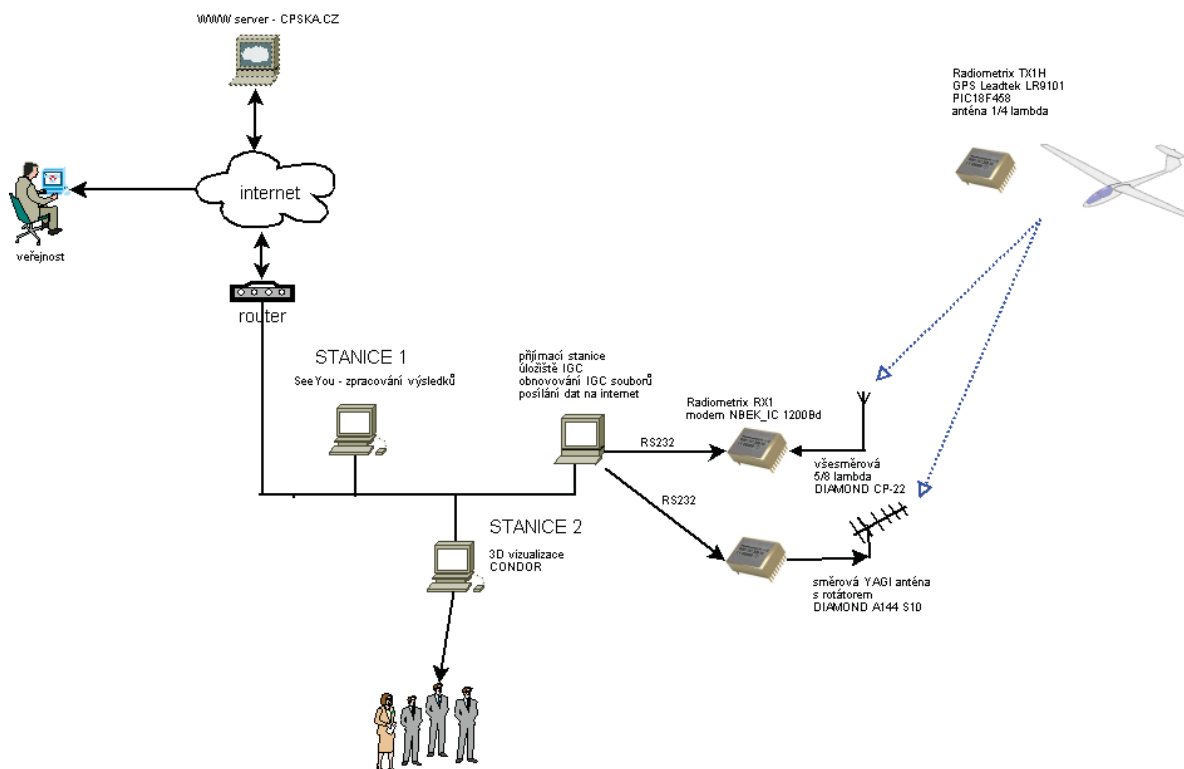 WWW server - CPSKA.CZ
Radiometrix TX1H
GPS Leadtek LR9101
PIC18F458
anténa 1/4 lambda
internet
veřejnost
router
STANICE 1
SeeYou - zpracování výsledků
přijímací stanice
úložiště IGC
obnovování IGC souborů
posílání dat na internet
Radiometrix RX1
modem NBEK_IC 1200Bd
RS232
všesměrová
5/8 lambda
DIAMOND CP-22
RS232
STANICE 2
3D vizualizace
CONDOR
směrová YAGI anténa
s rotátorem
DIAMOND A144 S10